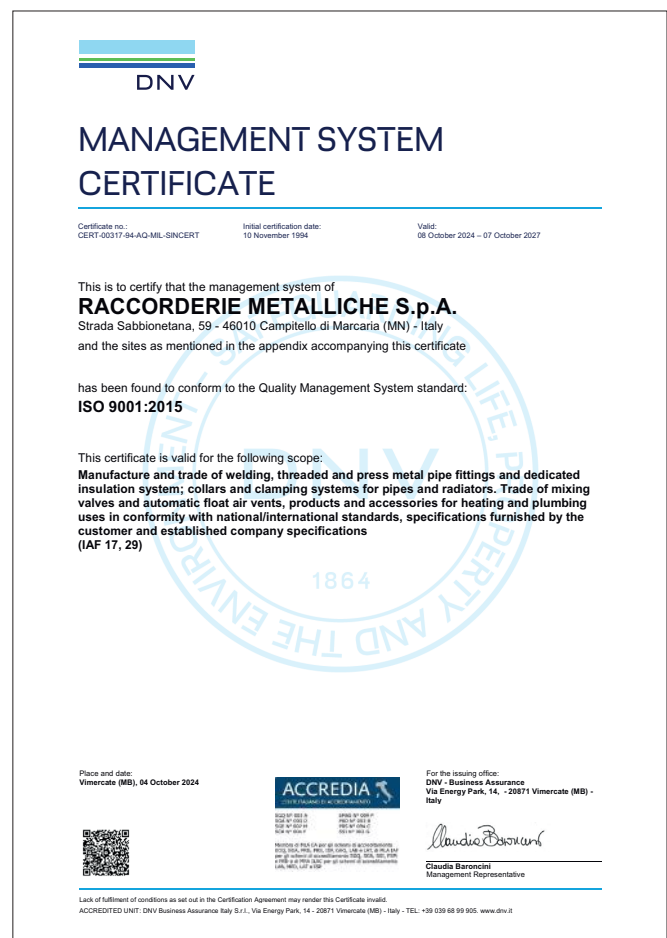 DNV
MANAGEMENT SYSTEM
CERTIFICATE
Certificate no.:
CERT-00317-94-AQ-MIL-SINCERT
Initial certification date:
10 November 1994
Valid:
08 October 2024 – 07 October 2027
This is to certify that the management system of
RACCORDERIE METALLICHE S.p.A.
Strada Sabbionetana, 59 - 46010 Campitello di Marcaria (MN) - Italy
and the sites as mentioned in the appendix accompanying this certificate
has been found to conform to the Quality Management System standard:
ISO 9001:2015
This certificate is valid for the following scope:
Manufacture and trade of welding, threaded and press metal pipe fittings and dedicated
insulation system; collars and clamping systems for pipes and radiators. Trade of mixing
valves and automatic float air vents, products and accessories for heating and plumbing
uses in conformity with national/international standards, specifications furnished by the
customer and established company specifications
(IAF 17, 29)
DNV
1864
Place and date:
Vimercate (MB), 04 October 2024
ACCREDIA
For the issuing office:
DNV - Business Assurance
Via Energy Park, 14, - 20871 Vimercate (MB) -
Italy
Claudia Baroncini
Claudia Baroncini
Management Representative
Lack of fulfilment of conditions as set out in the Certification Agreement may render this Certificate invalid.
ACCREDITED UNIT: DNV Business Assurance Italy S.r.l., Via Energy Park, 14 - 20871 Vimercate (MB) - Italy - TEL: +39 039 68 99 905. www.dnv.it